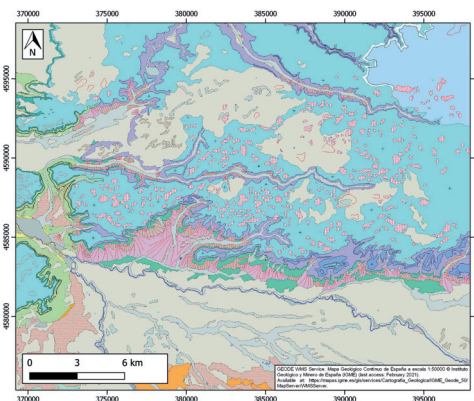 370000 375000 380000 385000 390000 395000
N
4595000
4590000
4585000
4580000
0 3 6 km
GEODE WMS Service. Mapa Geológico Continuo de España a escala 1:50000 © Instituto
Geológico y Minero de España (IGME) (last access: February 2021).
Available at: https://mapas.igme.es/gis/services/Cartografia_Geologica/IGME_Geode_50/
MapServer/WMSServer.
370000 375000 380000 385000 390000 395000